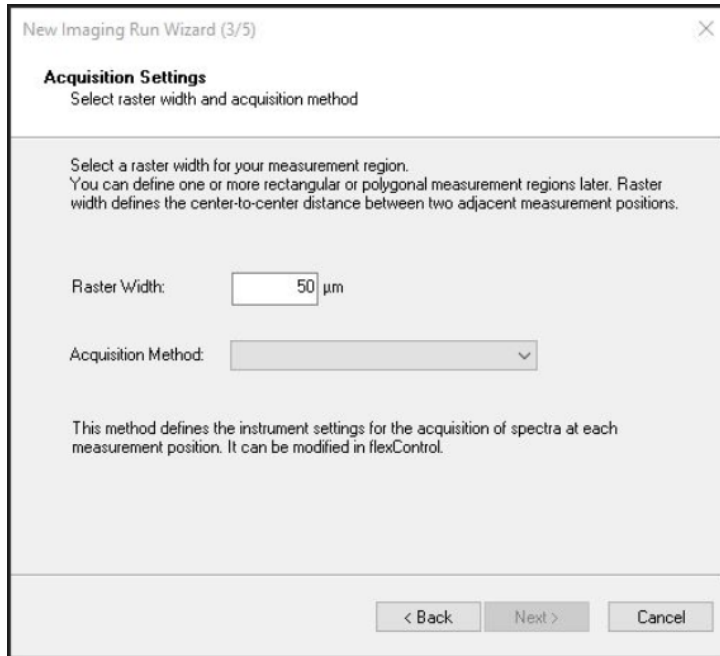 New Imaging Run Wizard (3/5)
Acquisition Settings
Select raster width and acquisition method
Select a raster width for your measurement region.
You can define one or more rectangular or polygonal measurement regions later. Raster
width defines the center-to-center distance between two adjacent measurement positions.
Raster Width: 50 μm
Acquisition Method:
This method defines the instrument settings for the acquisition of spectra at each
measurement position. It can be modified in flexControl.
< Back Next > Cancel